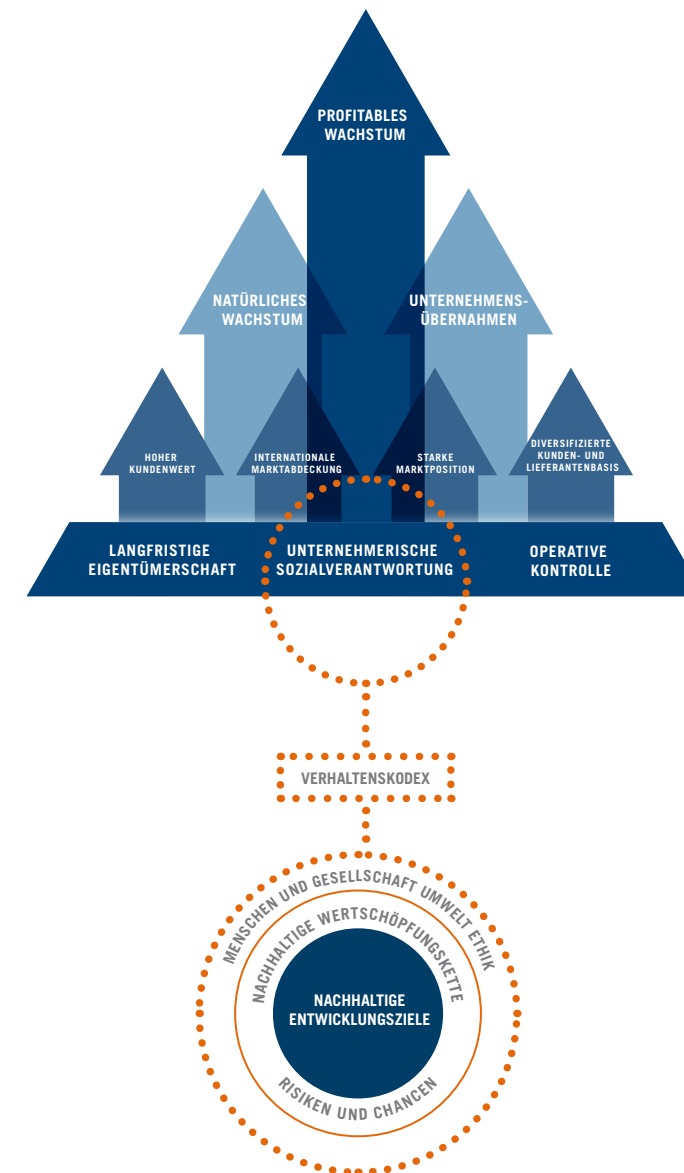 PROFITABLES
WACHSTUM
NATÜRLICHES
WACHSTUM
UNTERNEHMENS-
ÜBERNAHMEN
HOHER
KUNDENWERT
INTERNATIONALE
MARKTABDECKUNG
STARKE
MARKTPOSITION
DIVERSIFIZIERTE
KUNDEN- UND
LIEFERANTENBASIS
LANGFRISTIGE
EIGENTÜMERSCHAFT
UNTERNEHMERISCHE
SOZIALVERANTWORTUNG
OPERATIVE
KONTROLLE
VERHALTENSKODEX
MENSCHEN UND GESELLSCHAFT UMWELT ETHIK
NACHHALTIGE WERTSCHÖPFUNGSKETTE
NACHHALTIGE
ENTWICKLUNGSZIELE
RISIKEN UND CHANCEN